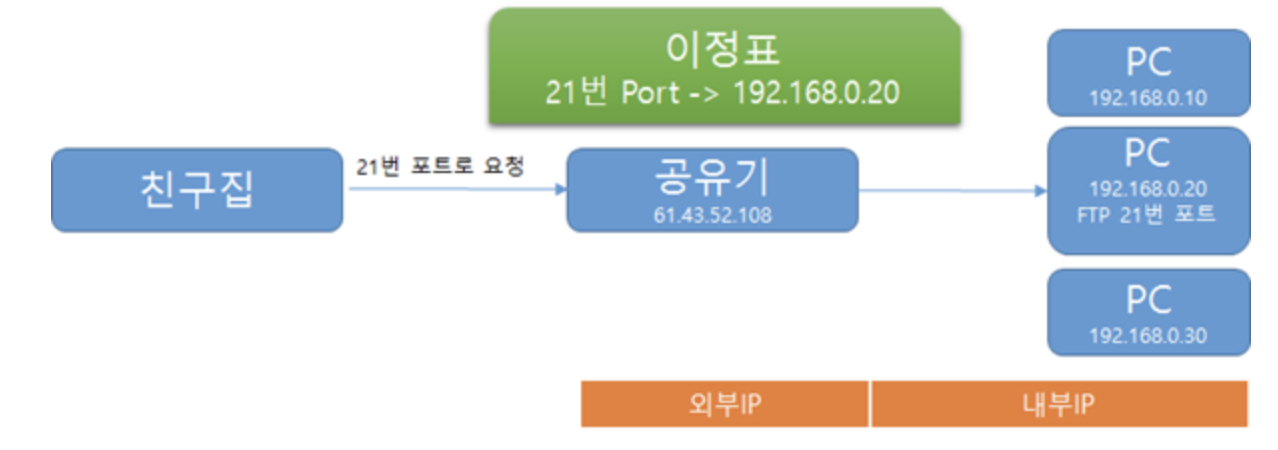 이정표
21번 Port -> 192.168.0.20
PC
192.168.0.10
친구집
21번 포트로 요청
공유기
61.43.52.108
PC
192.168.0.20
FTP 21번 포트
PC
192.168.0.30
외부IP
내부IP